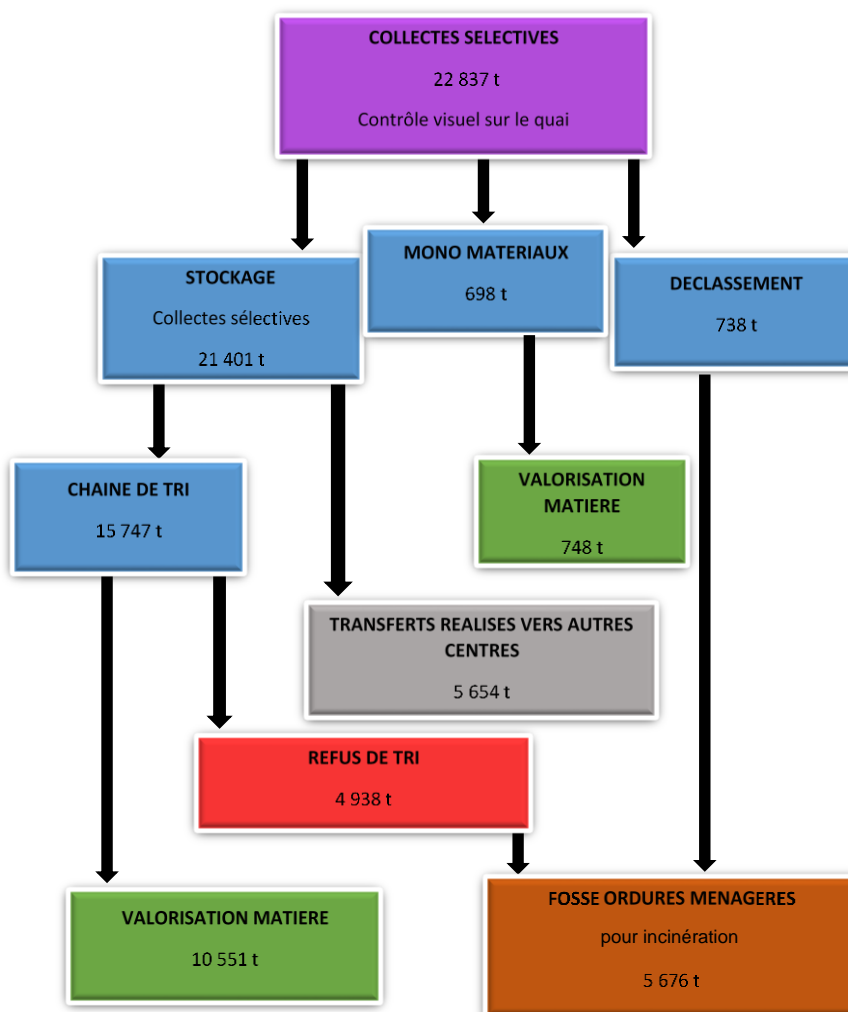 COLLECTES SELECTIVES
22 837 t
Contrôle visuel sur le quai
STOCKAGE
Collectes sélectives
21 401 t
MONO MATERIAUX
698 t
DECLASSEMENT
738 t
CHAINE DE TRI
15 747 t
VALORISATION
MATIERE
748 t
TRANSFERTS REALISES VERS AUTRES
CENTRES
5 654 t
REFUS DE TRI
4 938 t
VALORISATION MATIERE
10 551 t
FOSSE ORDURES MENAGERES
pour incinération
5 676 t